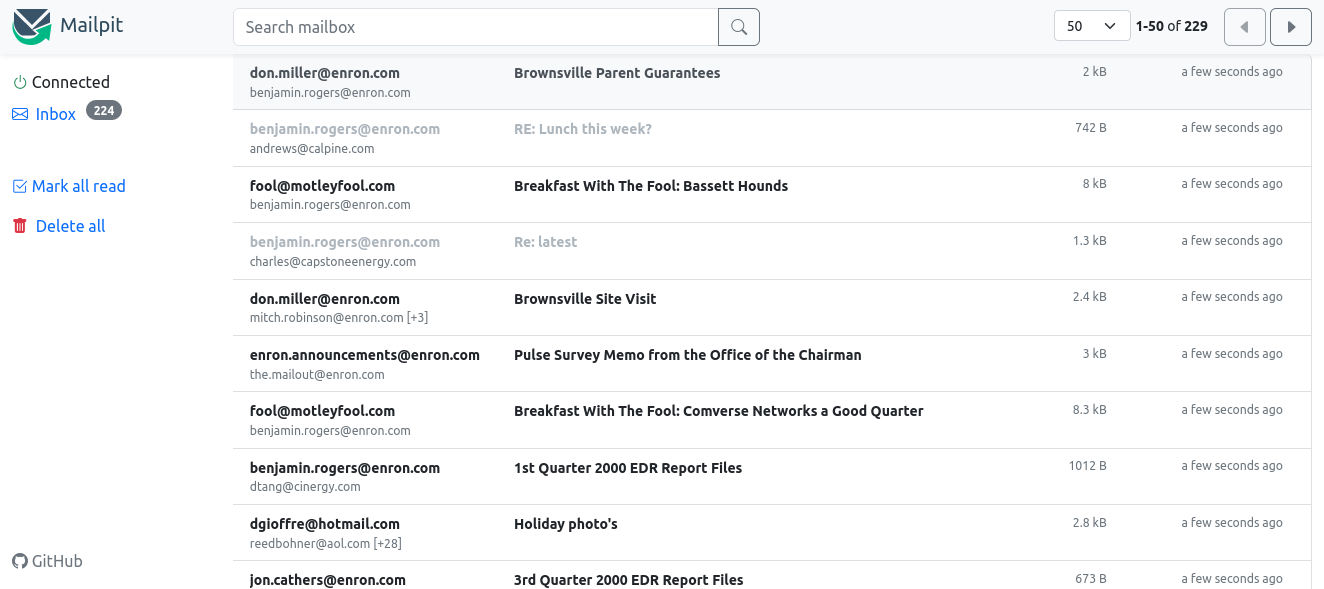 Mailpit
Search mailbox
50
1-50 of 229
Connected
Inbox 224
Mark all read
Delete all
GitHub
don.miller@enron.com Brownsville Parent Guarantees 2 kB a few seconds ago
benjamin.rogers@enron.com
benjamin.rogers@enron.com RE: Lunch this week? 742 B a few seconds ago
andrews@calpine.com
fool@motleyfool.com Breakfast With The Fool: Bassett Hounds 8 kB a few seconds ago
benjamin.rogers@enron.com
benjamin.rogers@enron.com Re: latest 1.3 kB a few seconds ago
charles@capstoneenergy.com
don.miller@enron.com Brownsville Site Visit 2.4 kB a few seconds ago
mitch.robinson@enron.com [+3]
enron.announcements@enron.com Pulse Survey Memo from the Office of the Chairman 3 kB a few seconds ago
the.mailout@enron.com
fool@motleyfool.com Breakfast With The Fool: Comverse Networks a Good Quarter 8.3 kB a few seconds ago
benjamin.rogers@enron.com
benjamin.rogers@enron.com 1st Quarter 2000 EDR Report Files 1012 B a few seconds ago
dtang@cinergy.com
dgioffre@hotmail.com Holiday photo's 2.8 kB a few seconds ago
reedbohner@aol.com [+28]
jon.cathers@enron.com 3rd Quarter 2000 EDR Report Files 673 B a few seconds ago